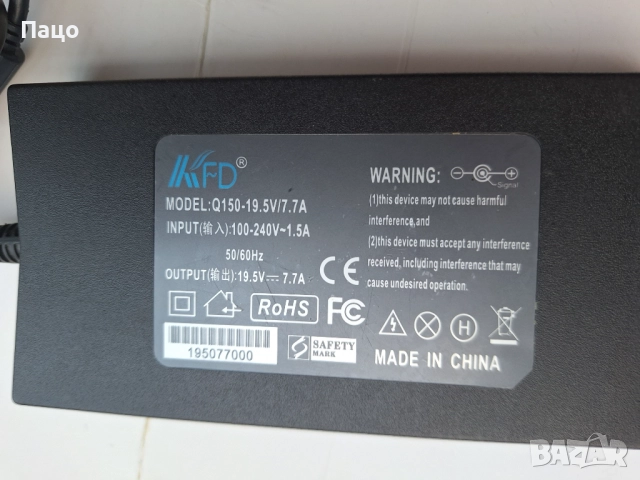 Пацо
KFD®
MODEL:Q150-19.5V/7.7A
INPUT(输入):100-240V~1.5A
50/60Hz
OUTPUT(输出):19.5V⎓7.7A
CE
RoHS
FC
195077000
S
SAFETY
MARK
WARNING:
Signal
(1)this device may not cause harmful
interference,and
(2)this device must accept any interference
received, including interference that may
cause undesired operation.
H
MADE IN CHINA
BAZAR